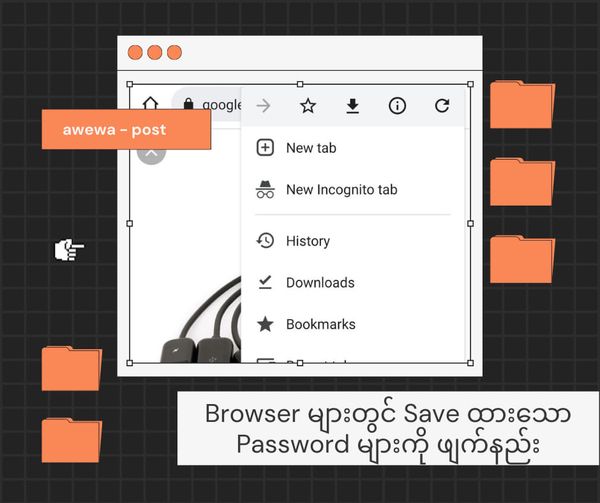 google
awewa - post
New tab
New Incognito tab
History
Downloads
Bookmarks
Browser များတွင် Save ထားသော
Password များကို ဖျက်နည်း